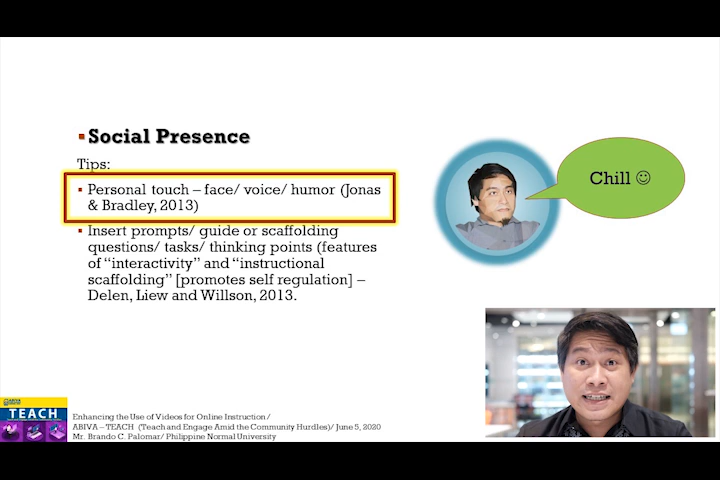 Social Presence
Tips:
Personal touch – face/ voice/ humor (Jonas
& Bradley, 2013)
Insert prompts/ guide or scaffolding
questions/ tasks/ thinking points (features
of “interactivity” and “instructional
scaffolding” [promotes self regulation] –
Delen, Liew and Willson, 2013.
Chill ☺
TEACH
Enhancing the Use of Videos for Online Instruction/
ABIVA – TEACH (Teach and Engage Amid the Community Hurdles)/ June 5, 2020
Mr. Brando C. Palomar/ Philippine Normal University